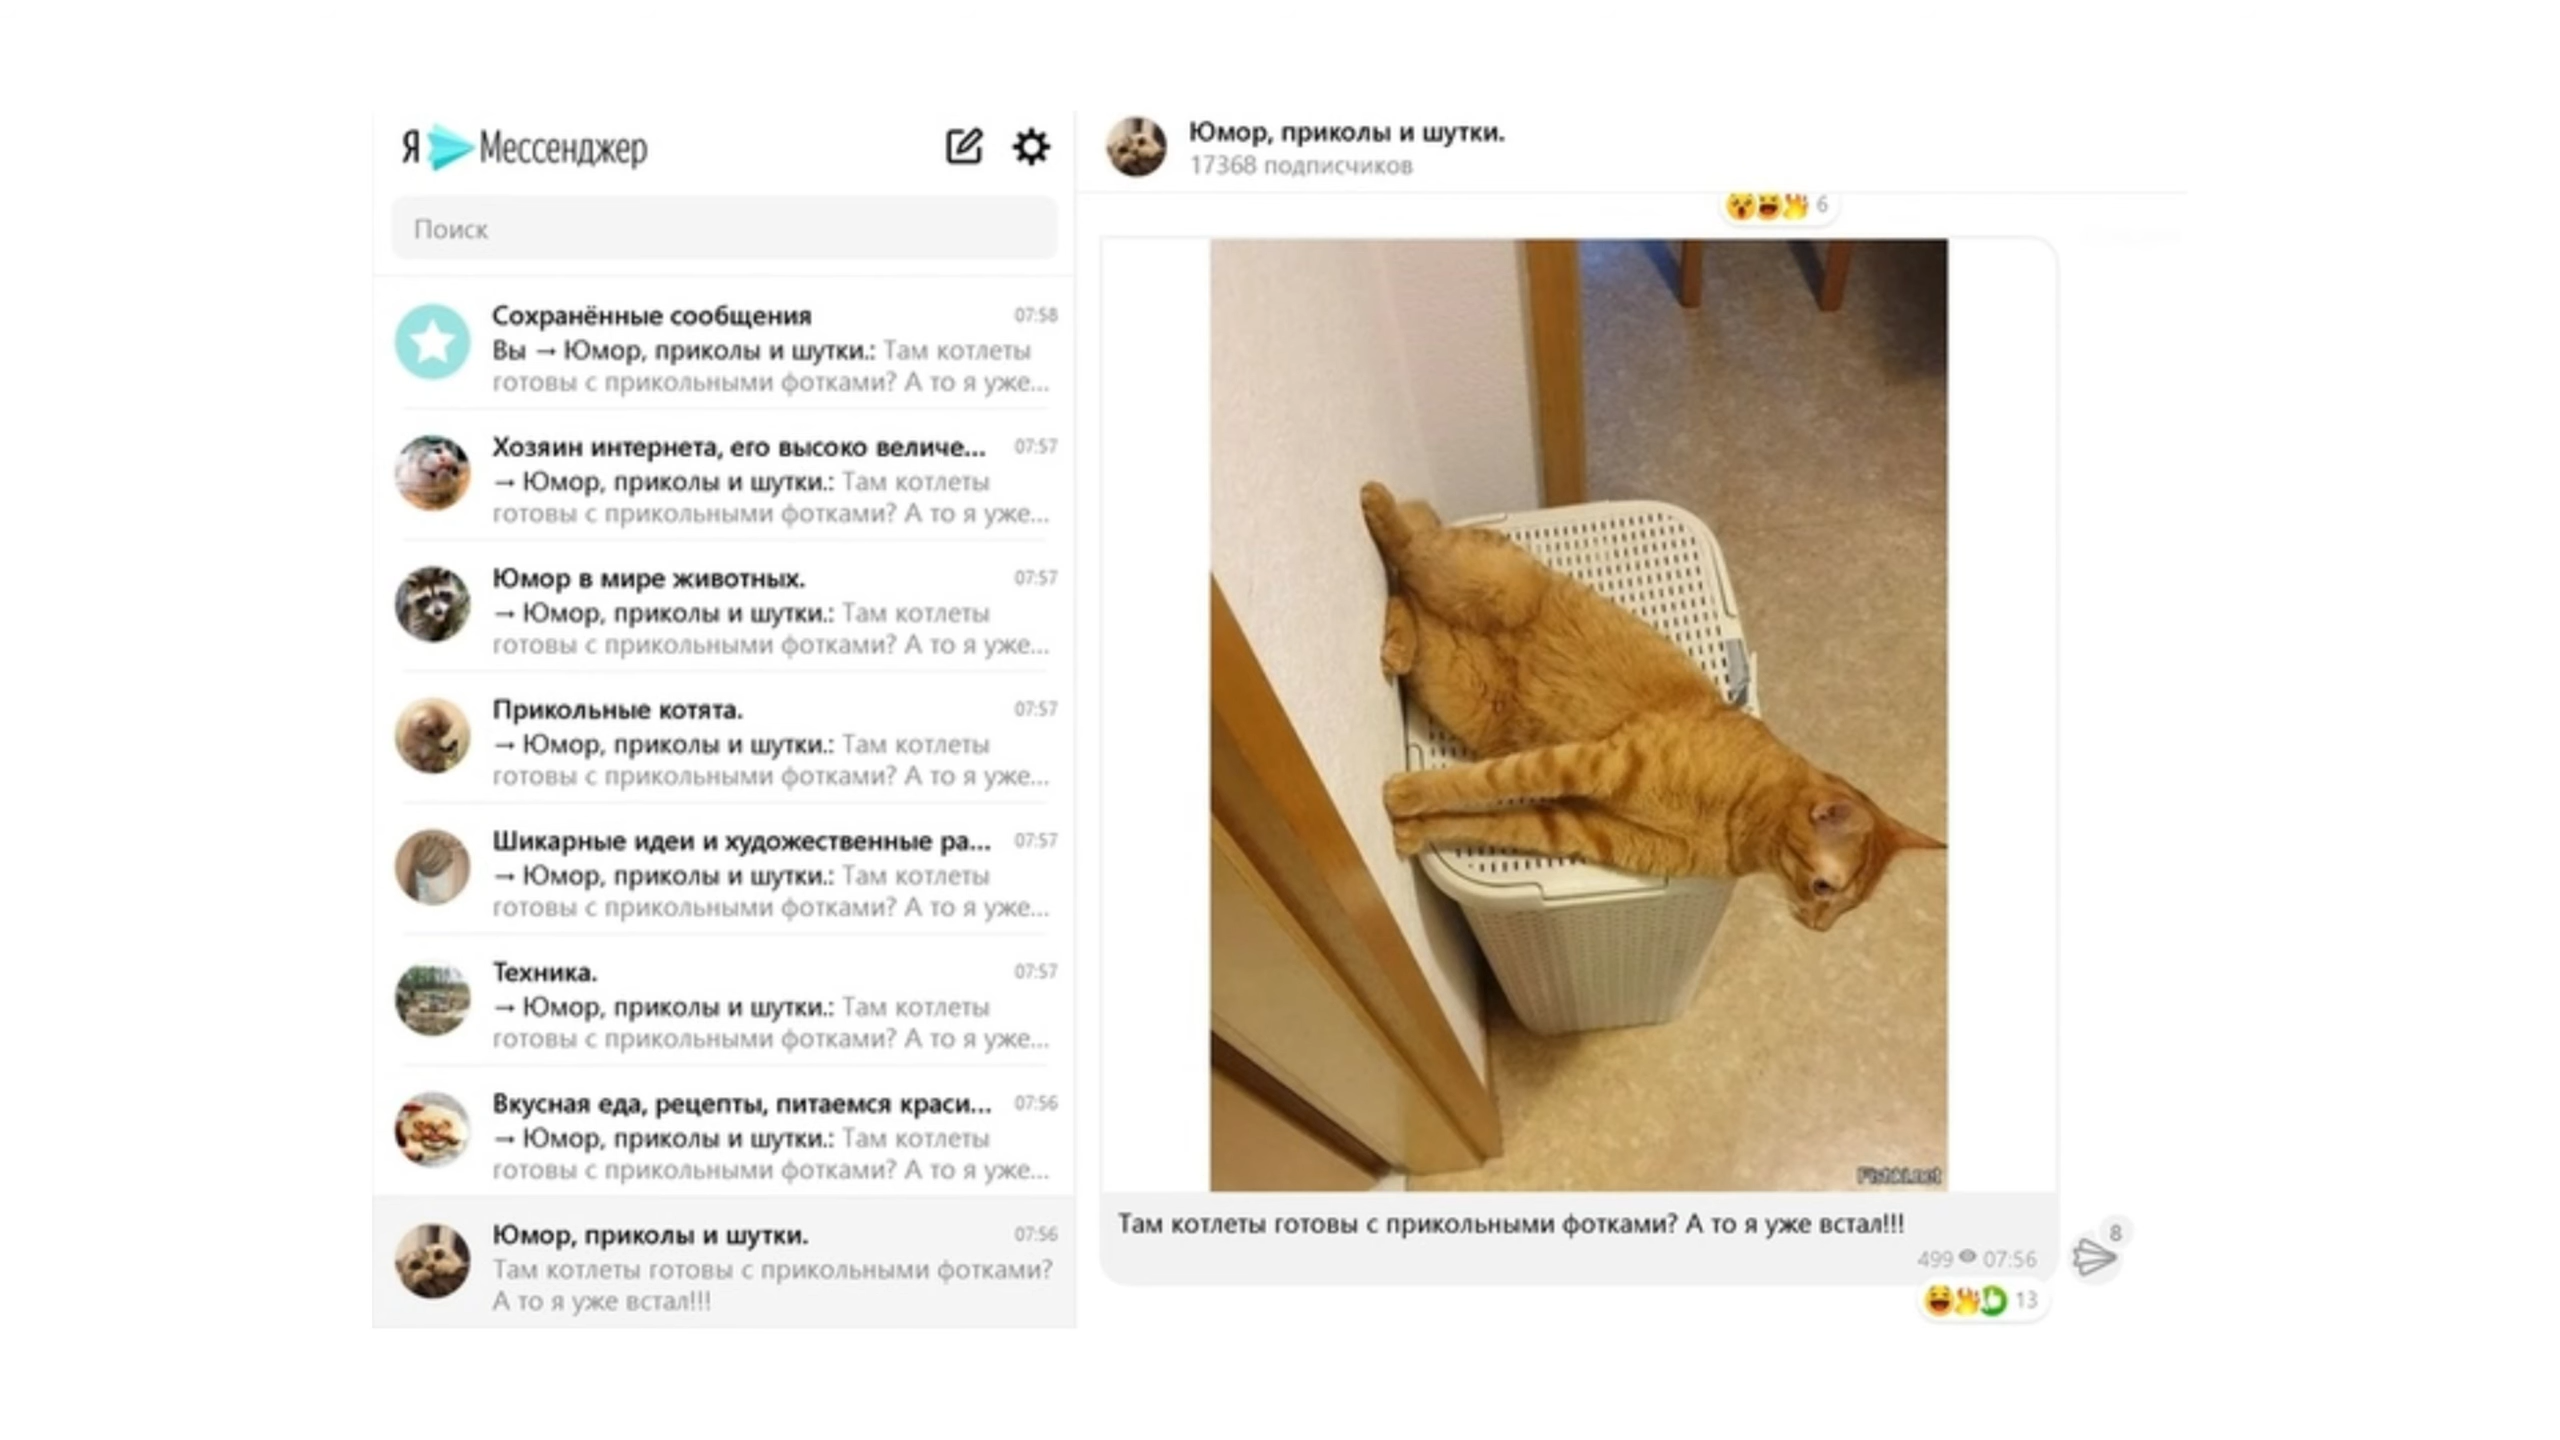 Я Мессенджер
Поиск
Сохранённые сообщения 07:58
Вы → Юмор, приколы и шутки.: Там котлеты
готовы с прикольными фотками? А то я уже...
Хозяин интернета, его высоко величе... 07:57
→ Юмор, приколы и шутки.: Там котлеты
готовы с прикольными фотками? А то я уже...
Юмор в мире животных. 07:57
→ Юмор, приколы и шутки.: Там котлеты
готовы с прикольными фотками? А то я уже...
Прикольные котята. 07:57
→ Юмор, приколы и шутки.: Там котлеты
готовы с прикольными фотками? А то я уже...
Шикарные идеи и художественные ра... 07:57
→ Юмор, приколы и шутки.: Там котлеты
готовы с прикольными фотками? А то я уже...
Техника. 07:57
→ Юмор, приколы и шутки.: Там котлеты
готовы с прикольными фотками? А то я уже...
Вкусная еда, рецепты, питаемся краси... 07:56
→ Юмор, приколы и шутки.: Там котлеты
готовы с прикольными фотками? А то я уже...
Юмор, приколы и шутки. 07:56
Там котлеты готовы с прикольными фотками?
А то я уже встал!!!
Юмор, приколы и шутки.
17368 подписчиков
6
Fishki.net
Там котлеты готовы с прикольными фотками? А то я уже встал!!!
499 07:56
8
13